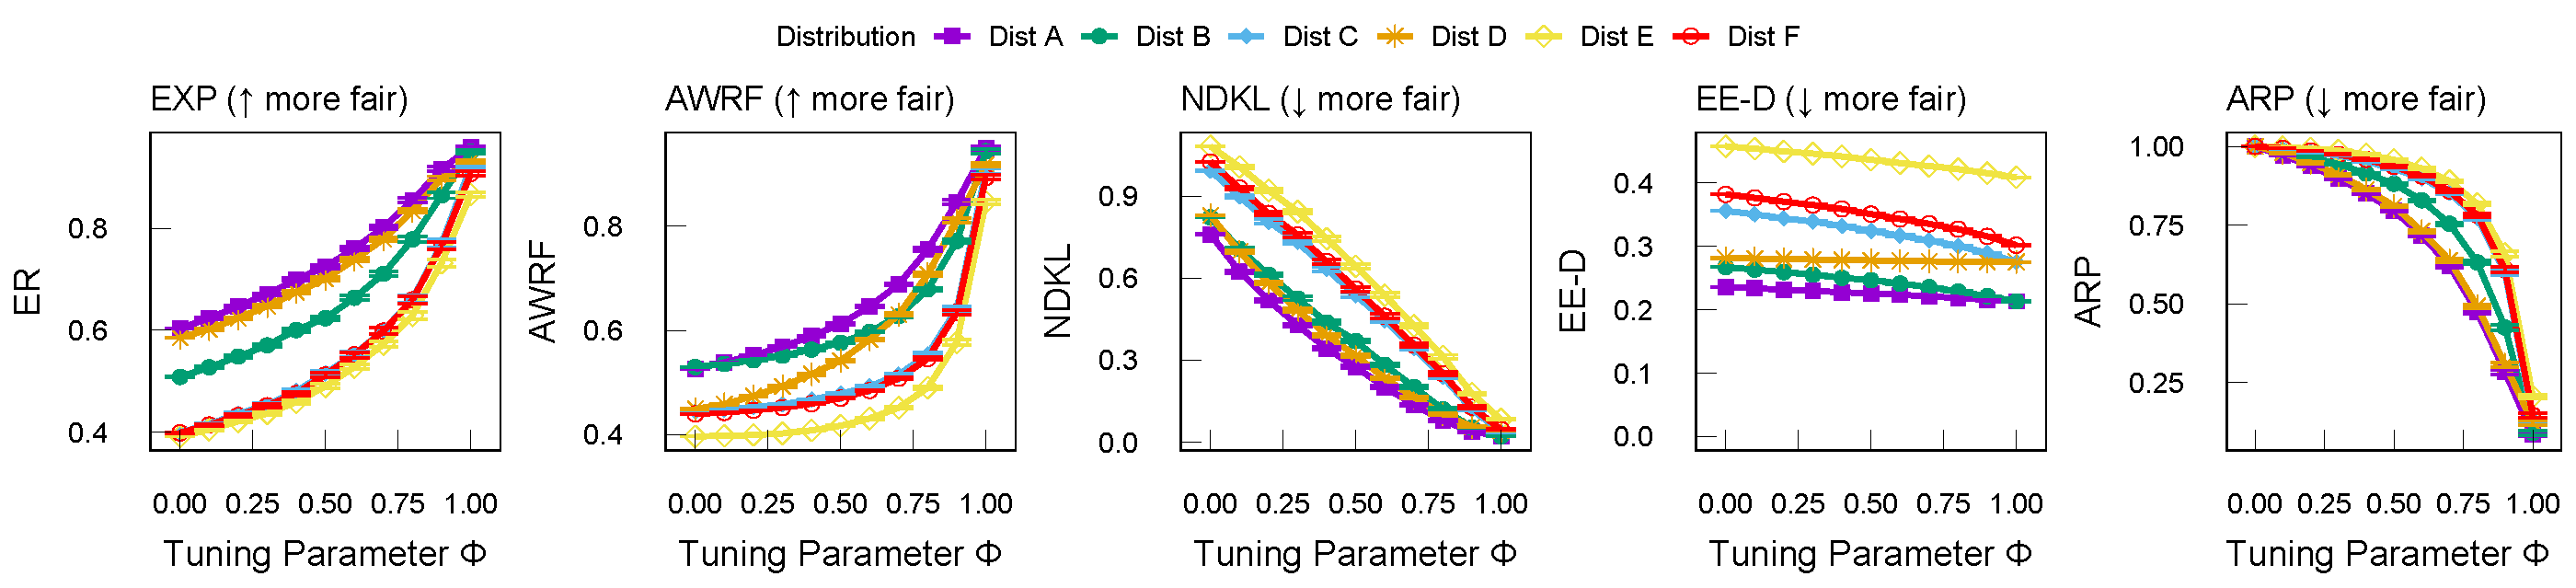 Distribution Dist A Dist B Dist C Dist D Dist E Dist F
EXP (↑ more fair)
ER
0.8
0.6
0.4
0.00 0.25 0.50 0.75 1.00
Tuning Parameter Φ
AWRF (↑ more fair)
AWRF
0.8
0.6
0.4
0.00 0.25 0.50 0.75 1.00
Tuning Parameter Φ
NDKL (↓ more fair)
NDKL
0.9
0.6
0.3
0.0
0.00 0.25 0.50 0.75 1.00
Tuning Parameter Φ
EE-D (↓ more fair)
EE-D
0.4
0.3
0.2
0.1
0.0
0.00 0.25 0.50 0.75 1.00
Tuning Parameter Φ
ARP (↓ more fair)
ARP
1.00
0.75
0.50
0.25
0.00 0.25 0.50 0.75 1.00
Tuning Parameter Φ